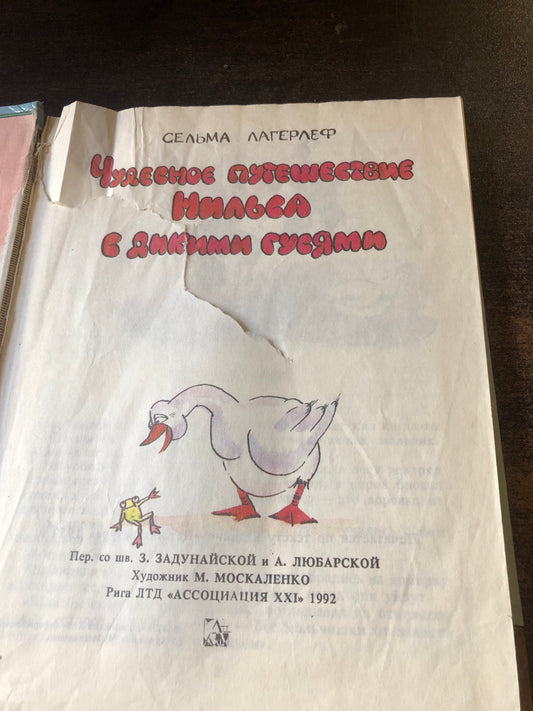 СЕЛЬМА ЛАГЕРЛЕФ
Чудесное путешествие
Нильса
с дикими гусями
Пер. со шв. З. ЗАДУНАЙСКОЙ и А. ЛЮБАРСКОЙ
Художник М. МОСКАЛЕНКО
Рига ЛТД «АССОЦИАЦИЯ XXI» 1992